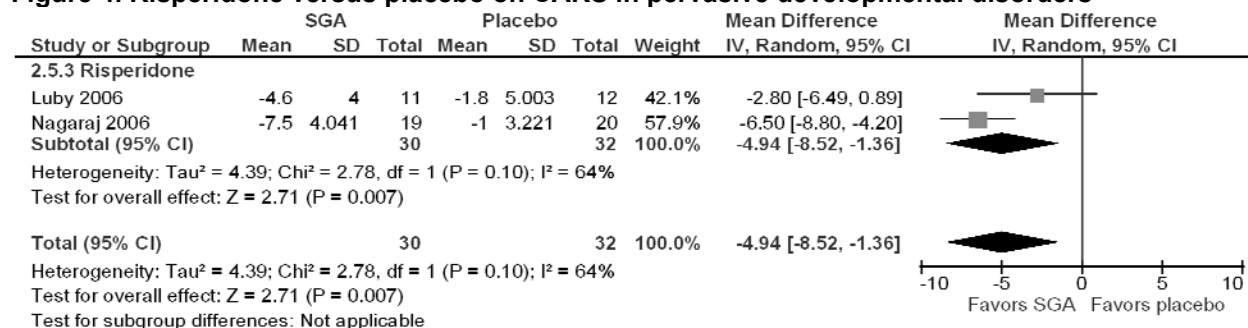 Figure 4. Risperidone versus placebo on CARS in pervasive developmental disorders
SGA Placebo Mean Difference Mean Difference
Study or Subgroup Mean SD Total Mean SD Total Weight IV, Random, 95% CI IV, Random, 95% CI
2.5.3 Risperidone
Luby 2006 -4.6 4 11 -1.8 5.003 12 42.1% -2.80 [-6.49, 0.89]
Nagaraj 2006 -7.5 4.041 19 -1 3.221 20 57.9% -6.50 [-8.80, -4.20]
Subtotal (95% CI) 30 32 100.0% -4.94 [-8.52, -1.36]
Heterogeneity: Tau² = 4.39; Chi² = 2.78, df = 1 (P = 0.10); I² = 64%
Test for overall effect: Z = 2.71 (P = 0.007)
Total (95% CI) 30 32 100.0% -4.94 [-8.52, -1.36]
Heterogeneity: Tau² = 4.39; Chi² = 2.78, df = 1 (P = 0.10); I² = 64%
Test for overall effect: Z = 2.71 (P = 0.007)
Test for subgroup differences: Not applicable
-10 -5 0 5 10
Favors SGA Favors placebo